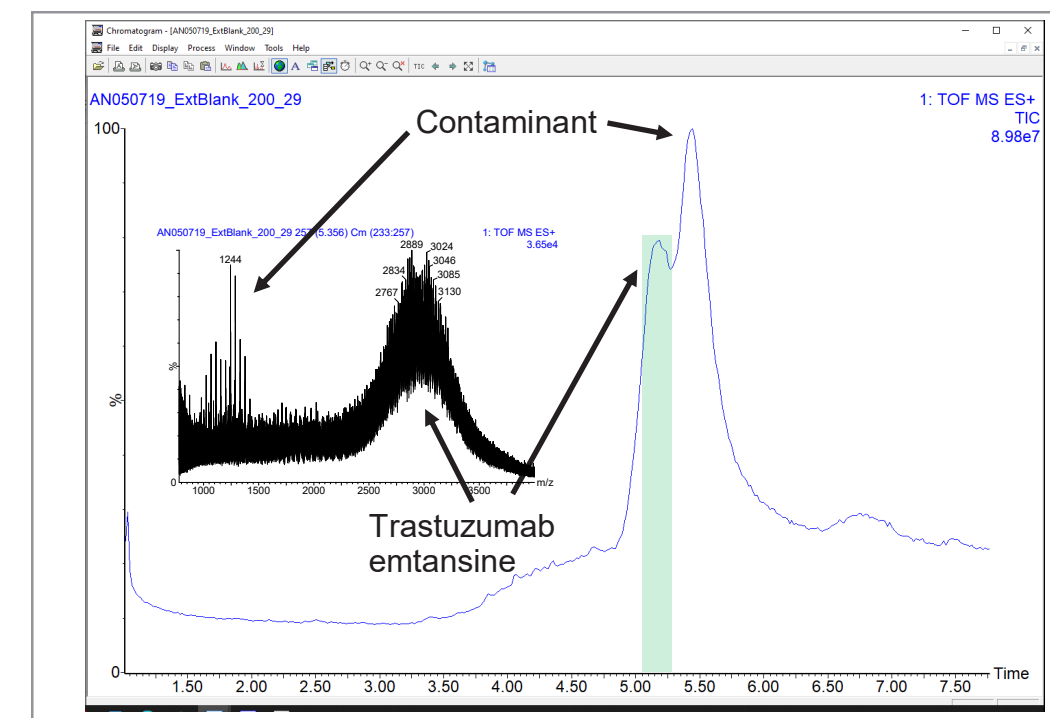 Chromatogram - [AN050719_ExtBlank_200_29]
File Edit Display Process Window Tools Help
TIC
AN050719_ExtBlank_200_29
1: TOF MS ES+
TIC
8.98e7
100
Contaminant
AN050719_ExtBlank_200_29 257 (5.356) Cm (233:257)
1: TOF MS ES+
3.65e4
1244
2889
3024
3046
2834
3085
2767
3130
%
0
1000
1500
2000
2500
3000
3500
m/z
%
Trastuzumab
emtansine
0
1.50
2.00
2.50
3.00
3.50
4.00
4.50
5.00
5.50
6.00
6.50
7.00
7.50
Time